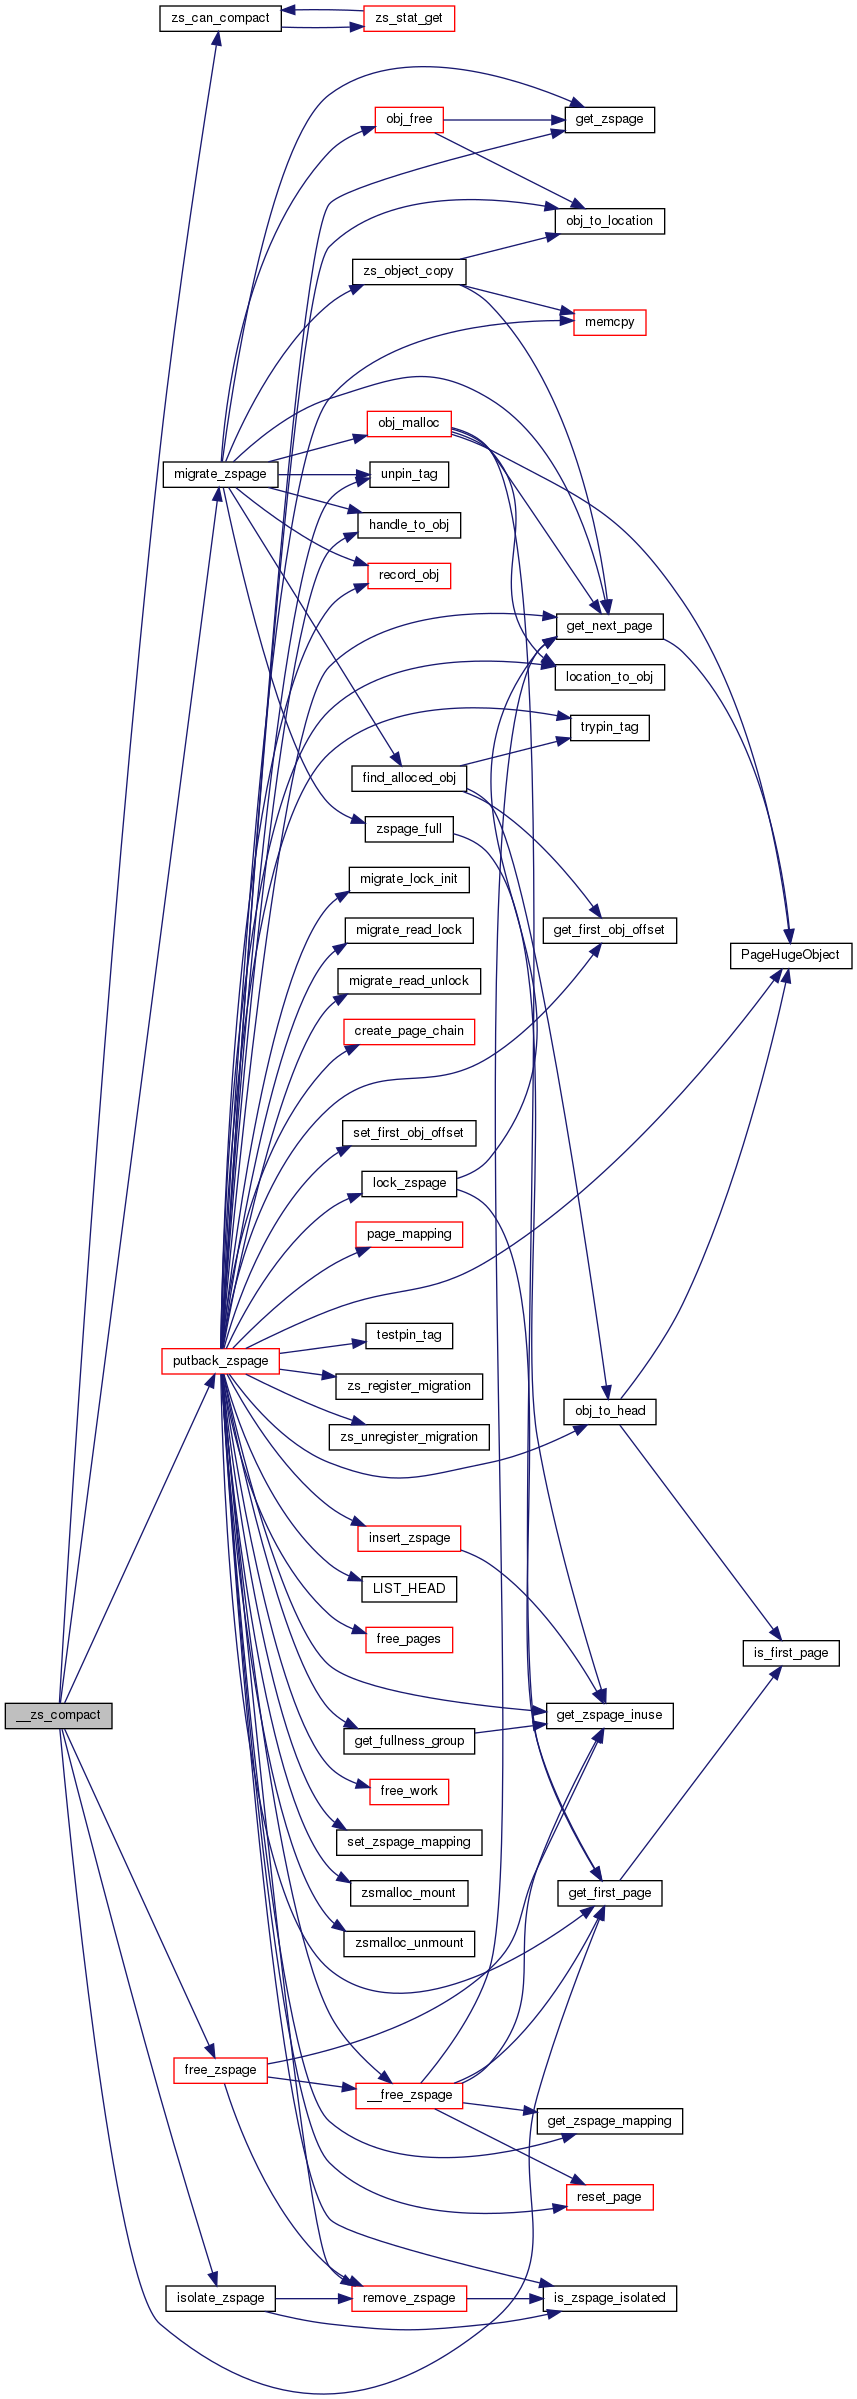 zs_can_compact
zs_stat_get
obj_free
get_zspage
obj_to_location
zs_object_copy
memcpy
obj_malloc
migrate_zspage
unpin_tag
handle_to_obj
record_obj
get_next_page
location_to_obj
trypin_tag
find_alloced_obj
zspage_full
migrate_lock_init
migrate_read_lock
get_first_obj_offset
PageHugeObject
migrate_read_unlock
create_page_chain
set_first_obj_offset
lock_zspage
page_mapping
testpin_tag
putback_zspage
zs_register_migration
obj_to_head
zs_unregister_migration
insert_zspage
LIST_HEAD
free_pages
is_first_page
__zs_compact
get_zspage_inuse
get_fullness_group
free_work
set_zspage_mapping
zsmalloc_mount
get_first_page
zsmalloc_unmount
free_zspage
__free_zspage
get_zspage_mapping
reset_page
isolate_zspage
remove_zspage
is_zspage_isolated